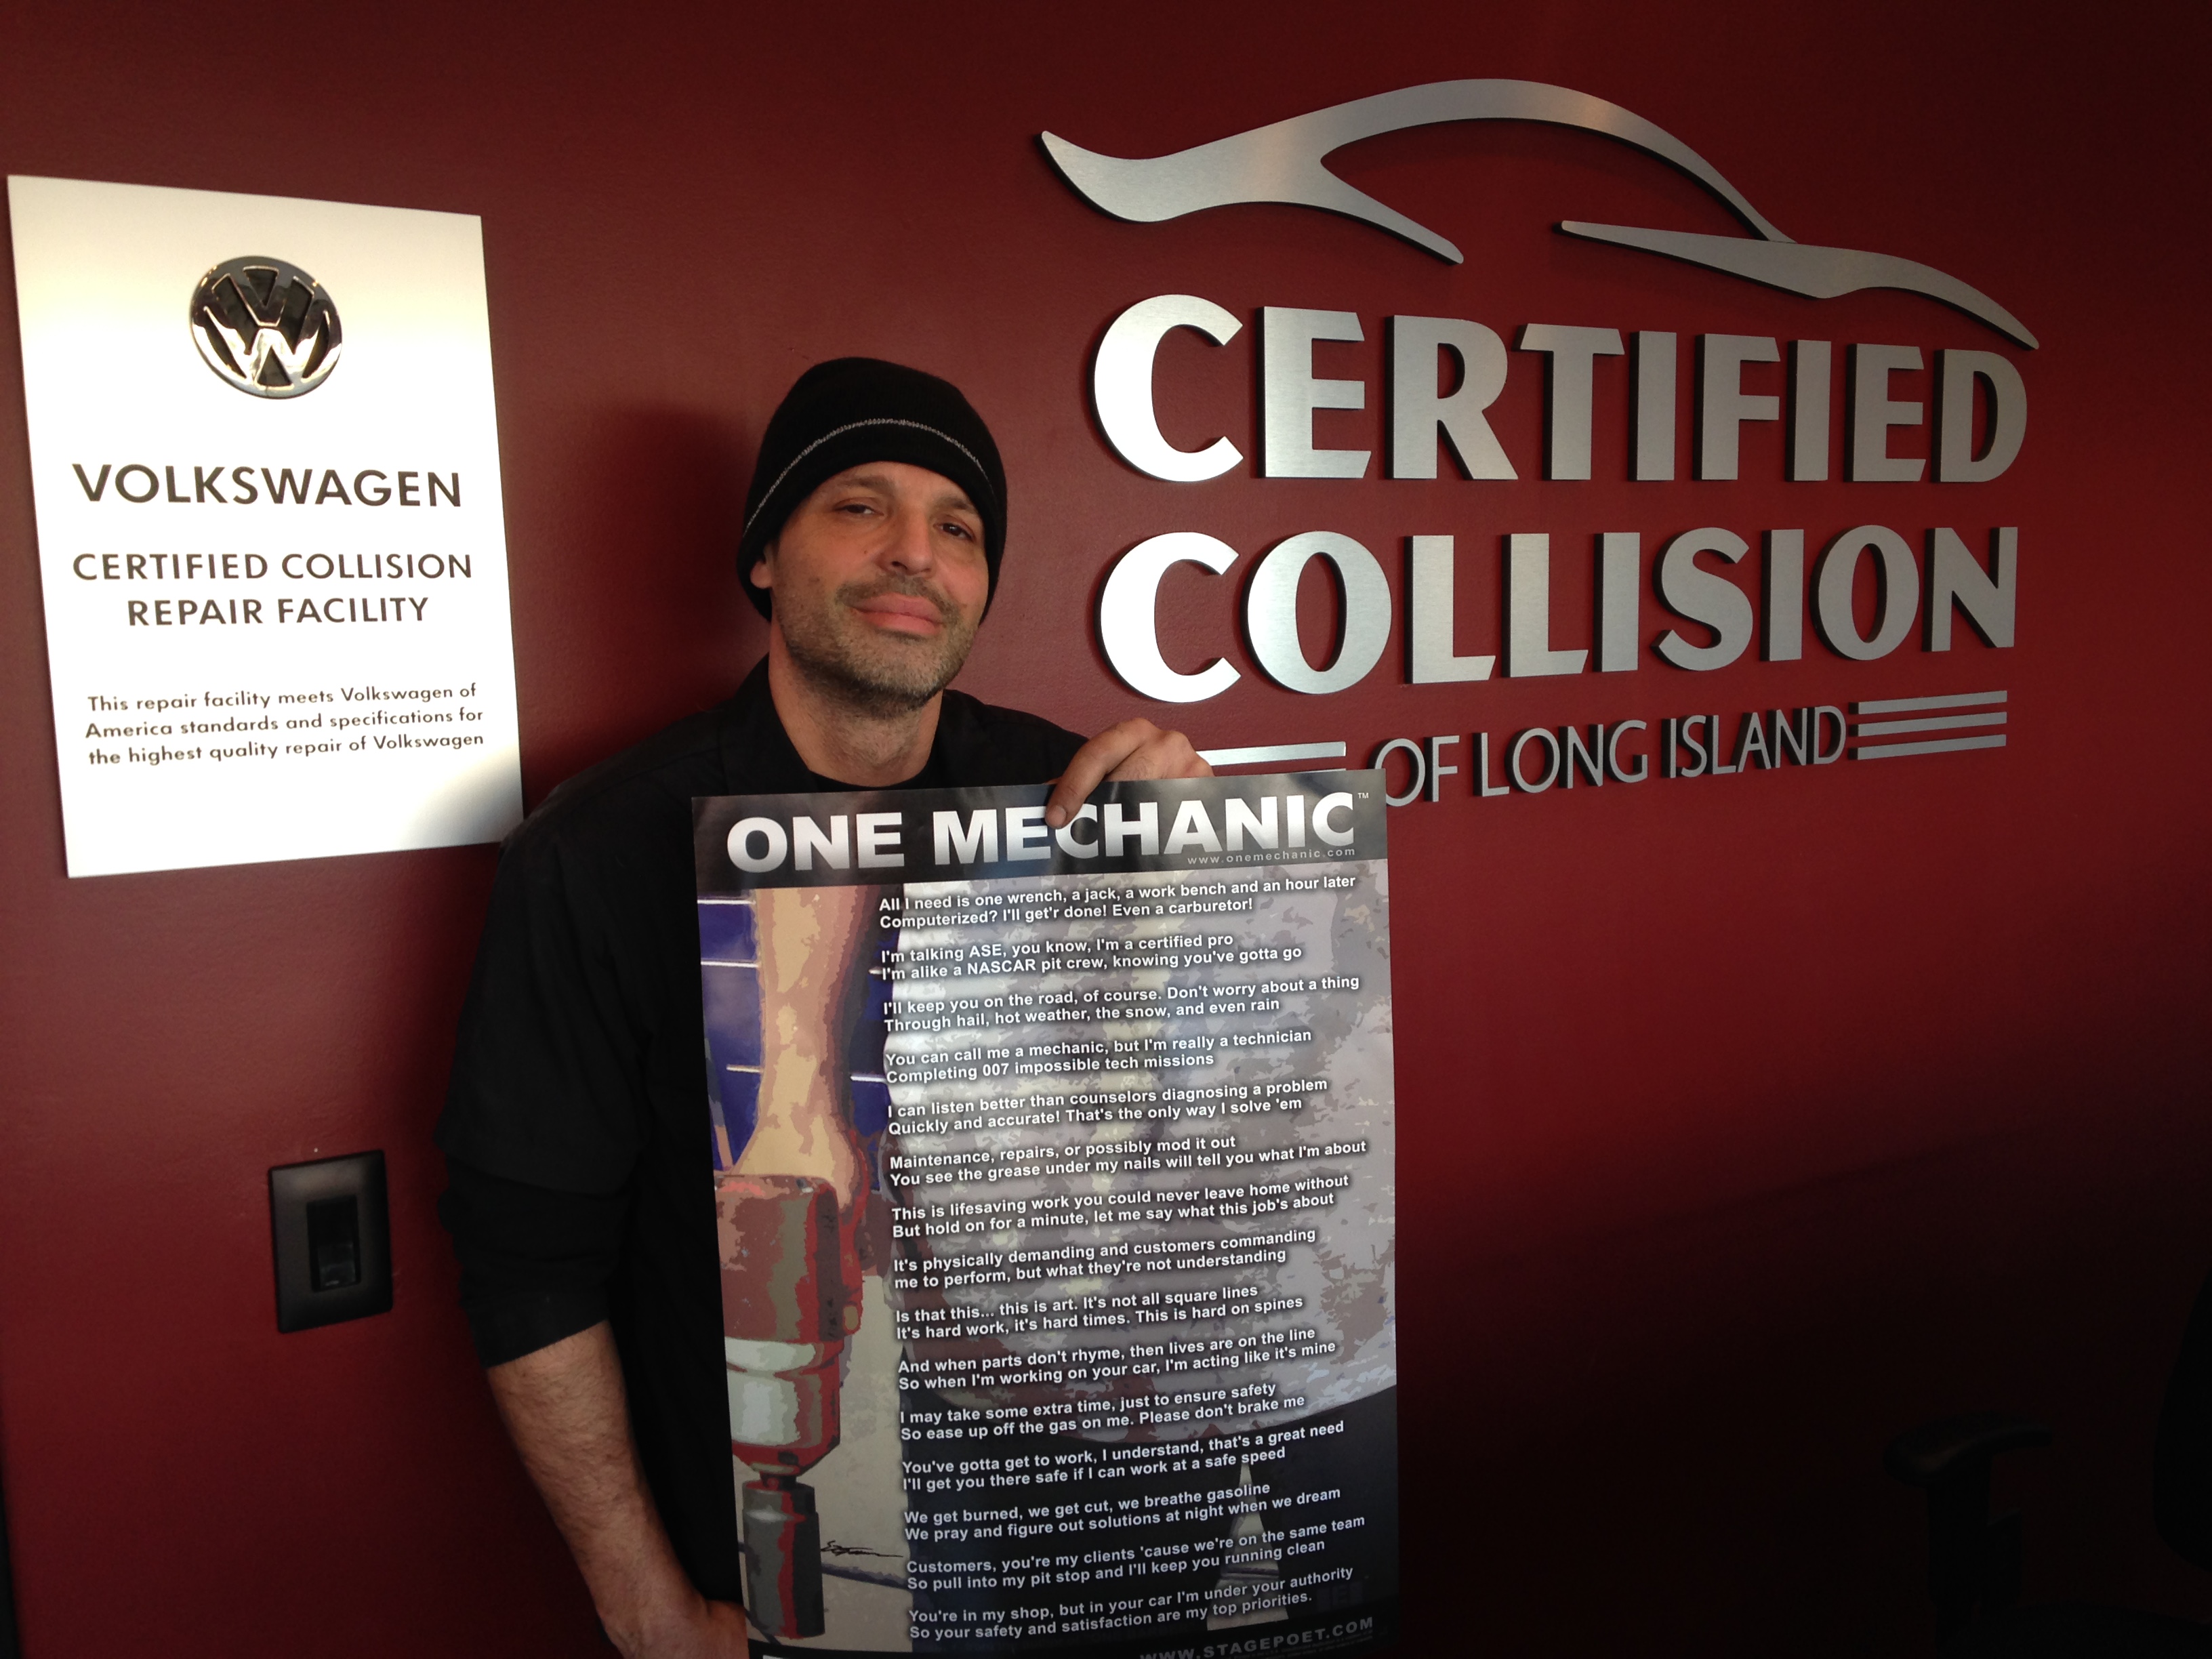 VOLKSWAGEN
CERTIFIED COLLISION
REPAIR FACILITY
This repair facility meets Volkswagen of
America standards and specifications for
the highest quality repair of Volkswagen
CERTIFIED
COLLISION
OF LONG ISLAND
ONE MECHANIC™
www.onemechanic.com
All I need is one wrench, a jack, a work bench and an hour later
Computerized? I'll get'r done! Even a carburetor!
I'm talking ASE, you know, I'm a certified pro
I'm alike a NASCAR pit crew, knowing you've gotta go
I'll keep you on the road, of course. Don't worry about a thing
Through hail, hot weather, the snow, and even rain
You can call me a mechanic, but I'm really a technician
Completing 007 impossible tech missions
I can listen better than counselors diagnosing a problem
Quickly and accurate! That's the only way I solve 'em
Maintenance, repairs, or possibly mod it out
You see the grease under my nails will tell you what I'm about
This is lifesaving work you could never leave home without
But hold on for a minute, let me say what this job's about
It's physically demanding and customers commanding
me to perform, but what they're not understanding
Is that this... this is art. It's not all square lines
It's hard work, it's hard times. This is hard on spines
And when parts don't rhyme, then lives are on the line
So when I'm working on your car, I'm acting like it's mine
I may take some extra time, just to ensure safety
So ease up off the gas on me. Please don't brake me
You've gotta get to work, I understand, that's a great need
I'll get you there safe if I can work at a safe speed
We get burned, we get cut, we breathe gasoline
We pray and figure out solutions at night when we dream
Customers, you're my clients 'cause we're on the same team
So pull into my pit stop and I'll keep you running clean
You're in my shop, but in your car I'm under your authority
So your safety and satisfaction are my top priorities.
WWW.STAGEPOET.COM